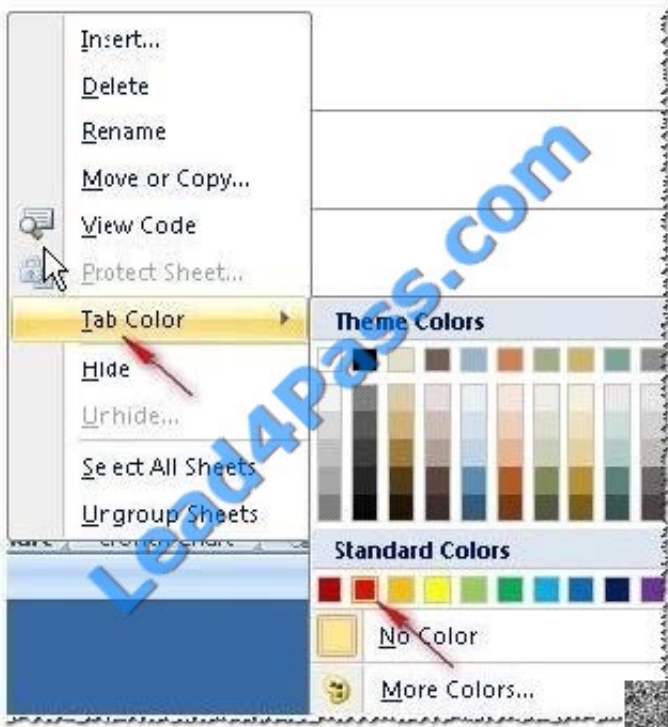 Insert...
Delete
Rename
Move or Copy...
View Code
Protect Sheet...
Tab Color
Hide
Unhide...
Select All Sheets
Ungroup Sheets
Theme Colors
Standard Colors
No Color
More Colors...
Lead4Pass.com